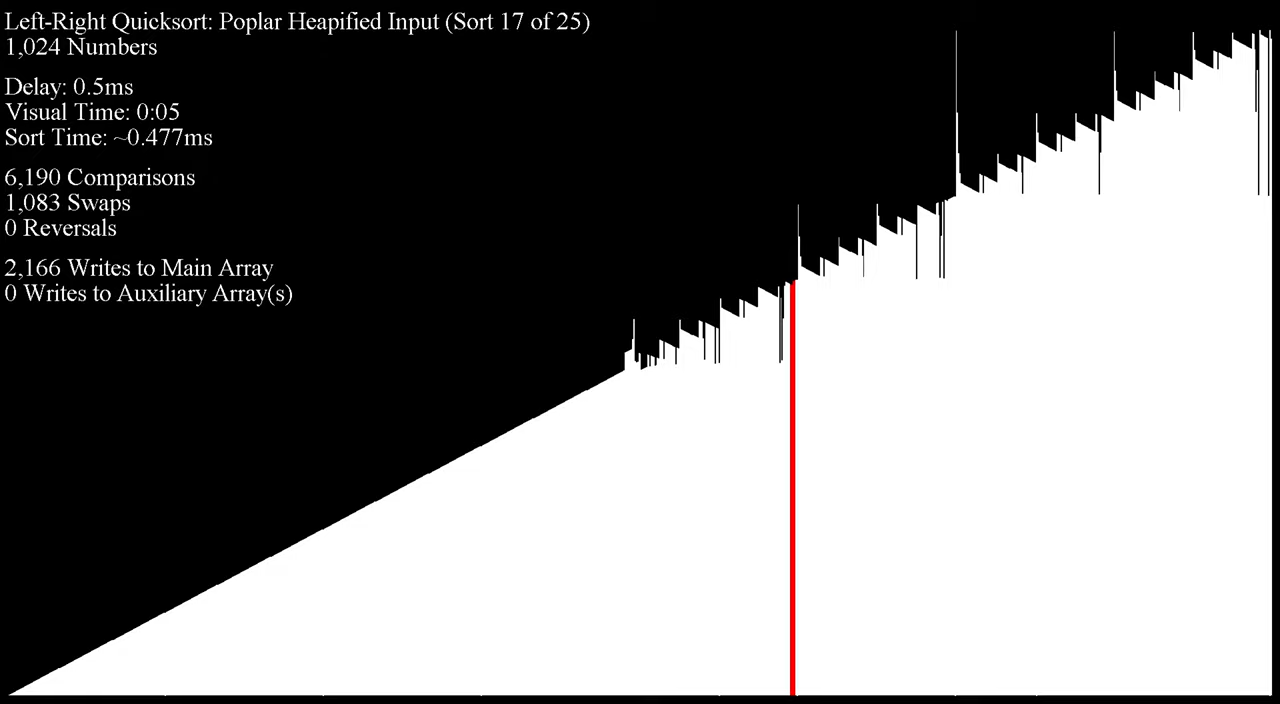 Left-Right Quicksort: Poplar Heapified Input (Sort 17 of 25)
1,024 Numbers
Delay: 0.5ms
Visual Time: 0:05
Sort Time: ~0.477ms
6,190 Comparisons
1,083 Swaps
0 Reversals
2,166 Writes to Main Array
0 Writes to Auxiliary Array(s)